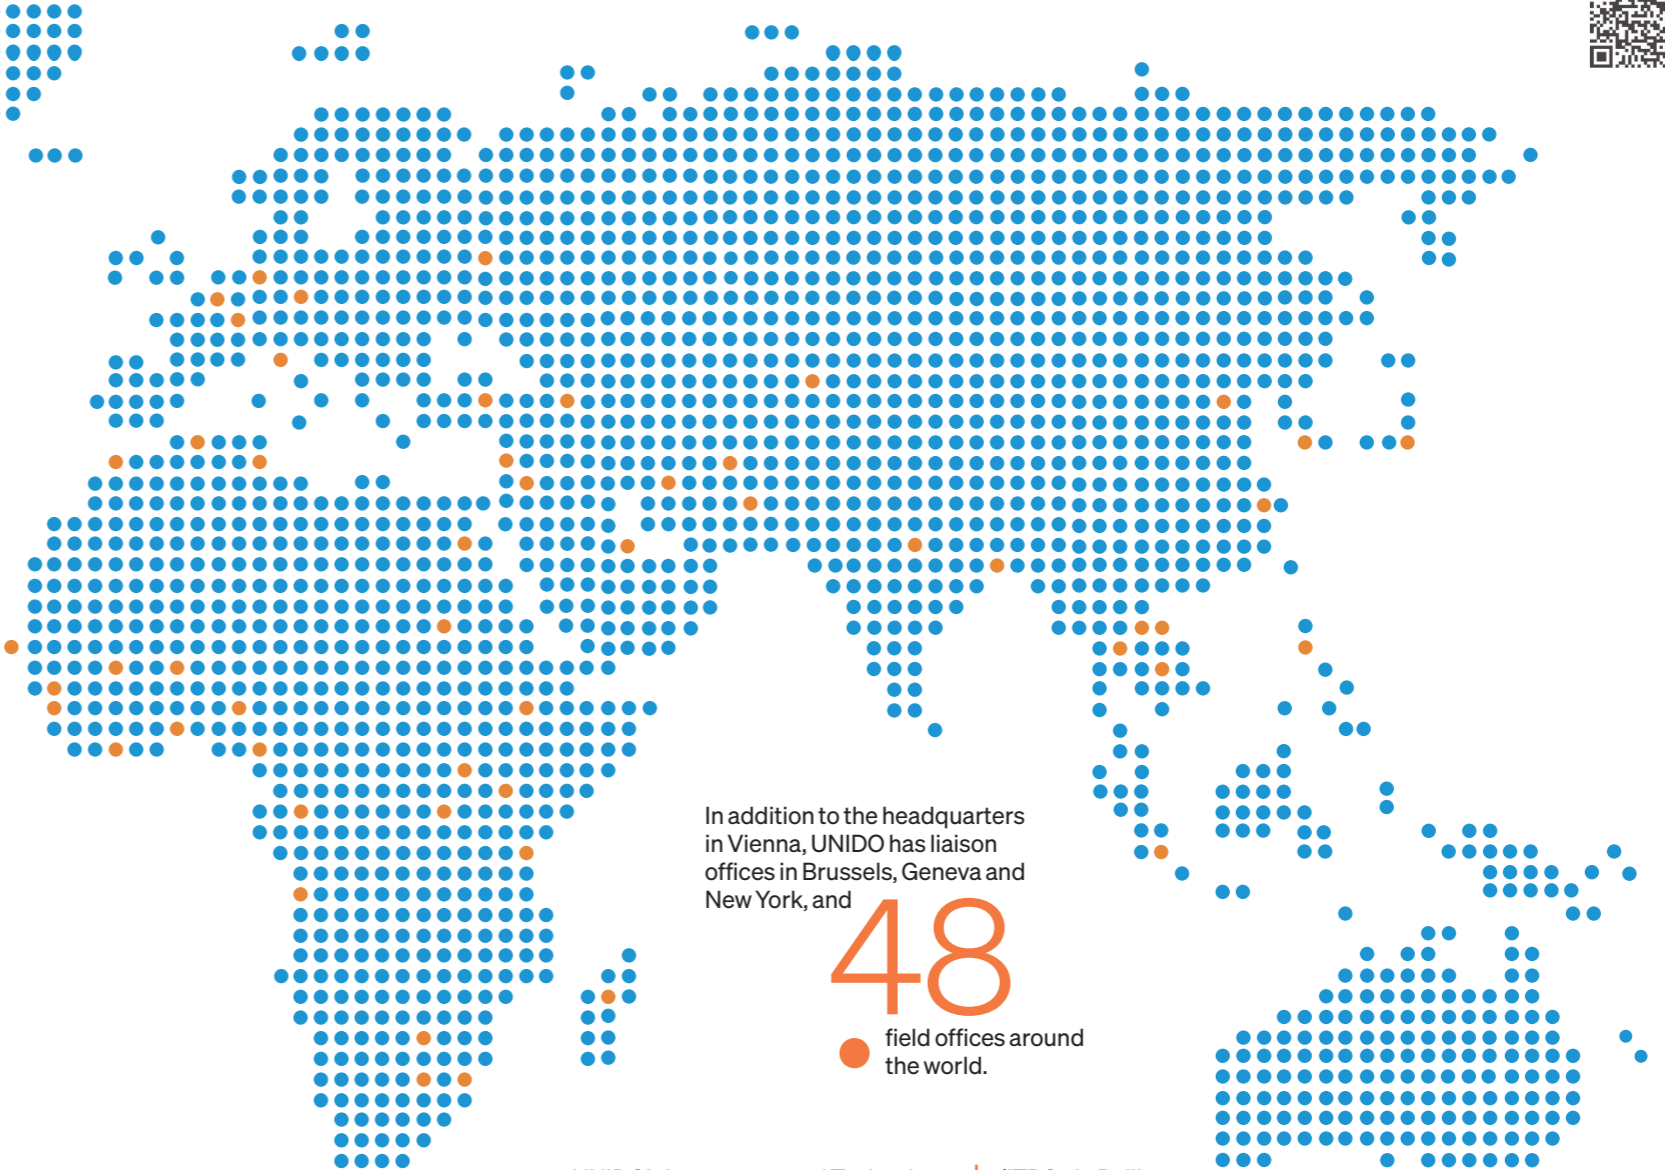 In addition to the headquarters
in Vienna, UNIDO has liaison
offices in Brussels, Geneva and
New York, and
48
field offices around
the world.